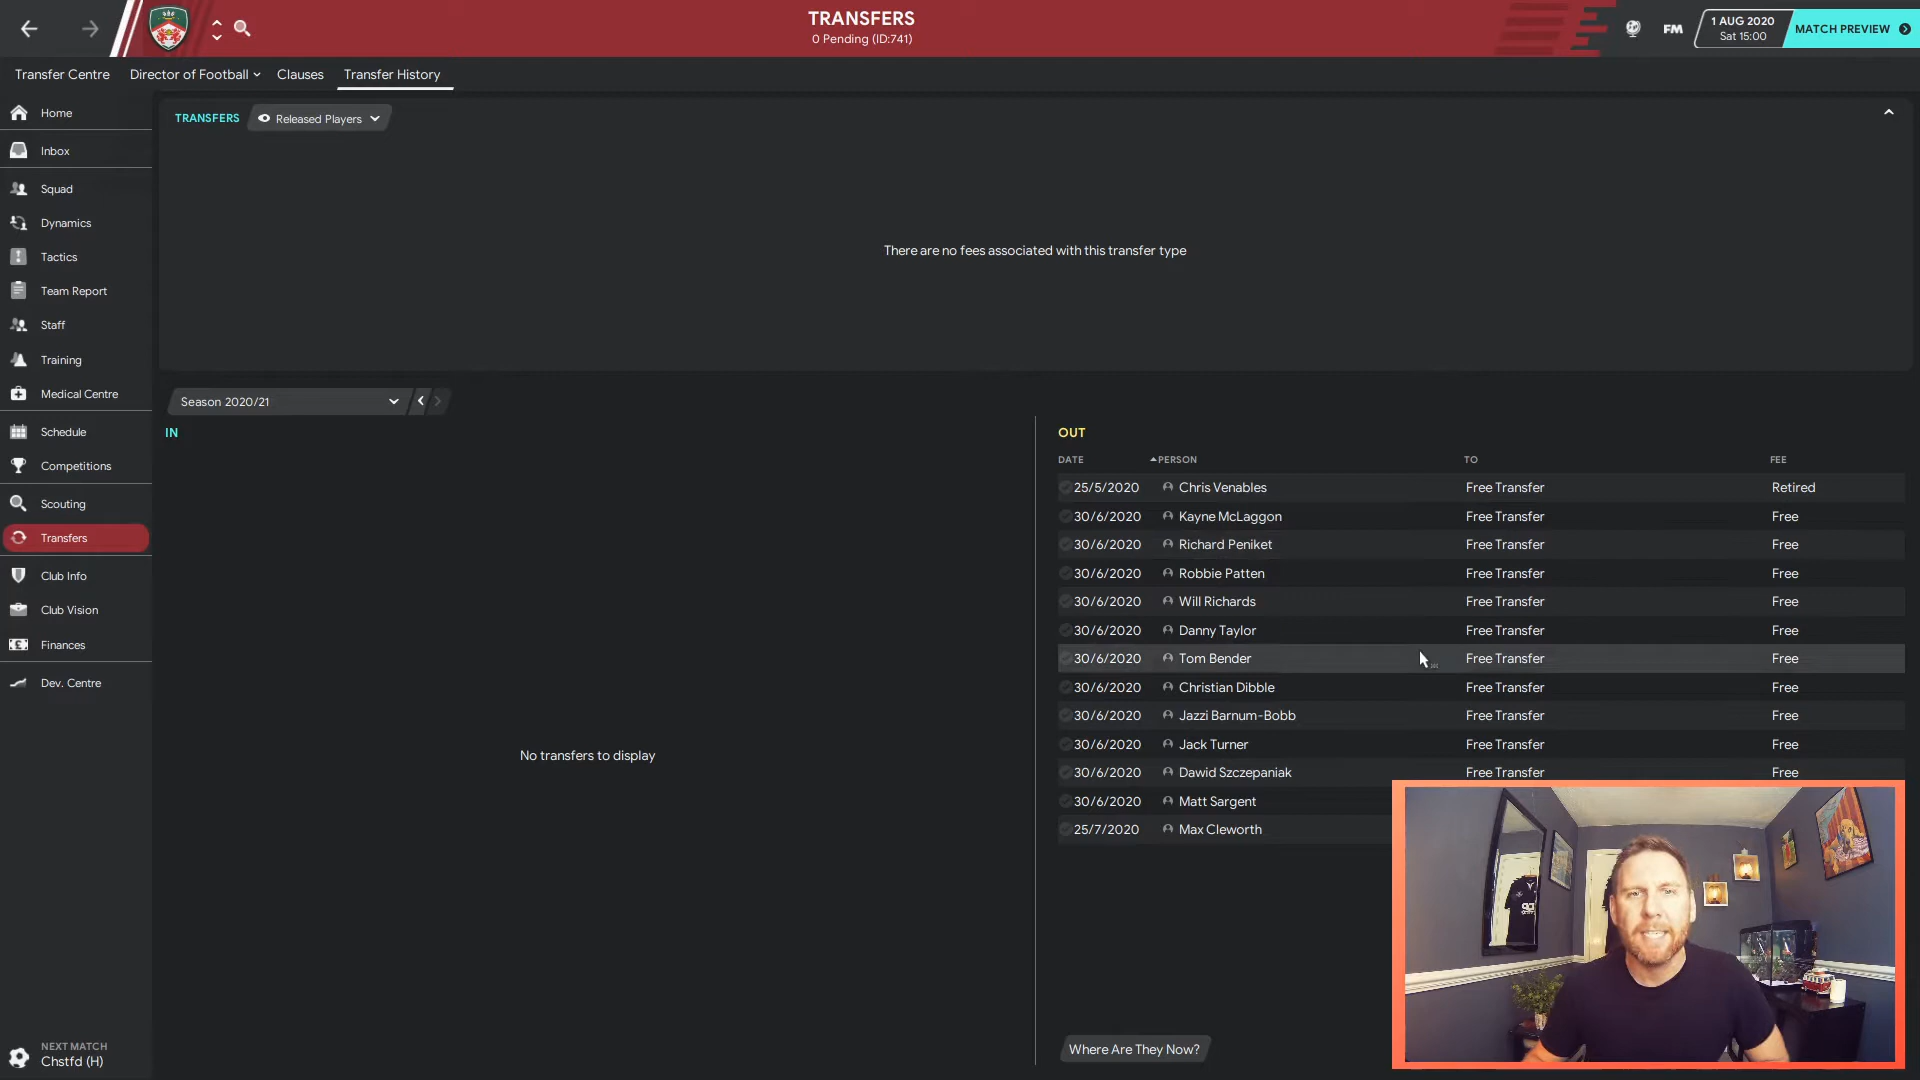 TRANSFERS
0 Pending (ID:741)
FM
1 AUG 2020
Sat 15:00
MATCH PREVIEW
Transfer Centre
Director of Football
Clauses
Transfer History
Home
Inbox
Squad
Dynamics
Tactics
Team Report
Staff
Training
Medical Centre
Schedule
Competitions
Scouting
Transfers
Club Info
Club Vision
Finances
Dev. Centre
NEXT MATCH
Chstfd (H)
TRANSFERS
Released Players
There are no fees associated with this transfer type
Season 2020/21
IN
No transfers to display
OUT
DATE PERSON TO FEE
25/5/2020 Chris Venables Free Transfer Retired
30/6/2020 Kayne McLaggon Free Transfer Free
30/6/2020 Richard Peniket Free Transfer Free
30/6/2020 Robbie Patten Free Transfer Free
30/6/2020 Will Richards Free Transfer Free
30/6/2020 Danny Taylor Free Transfer Free
30/6/2020 Tom Bender Free Transfer Free
30/6/2020 Christian Dibble Free Transfer Free
30/6/2020 Jazzi Barnum-Bobb Free Transfer Free
30/6/2020 Jack Turner Free Transfer Free
30/6/2020 Dawid Szczepaniak Free Transfer Free
30/6/2020 Matt Sargent
25/7/2020 Max Cleworth
Where Are They Now?